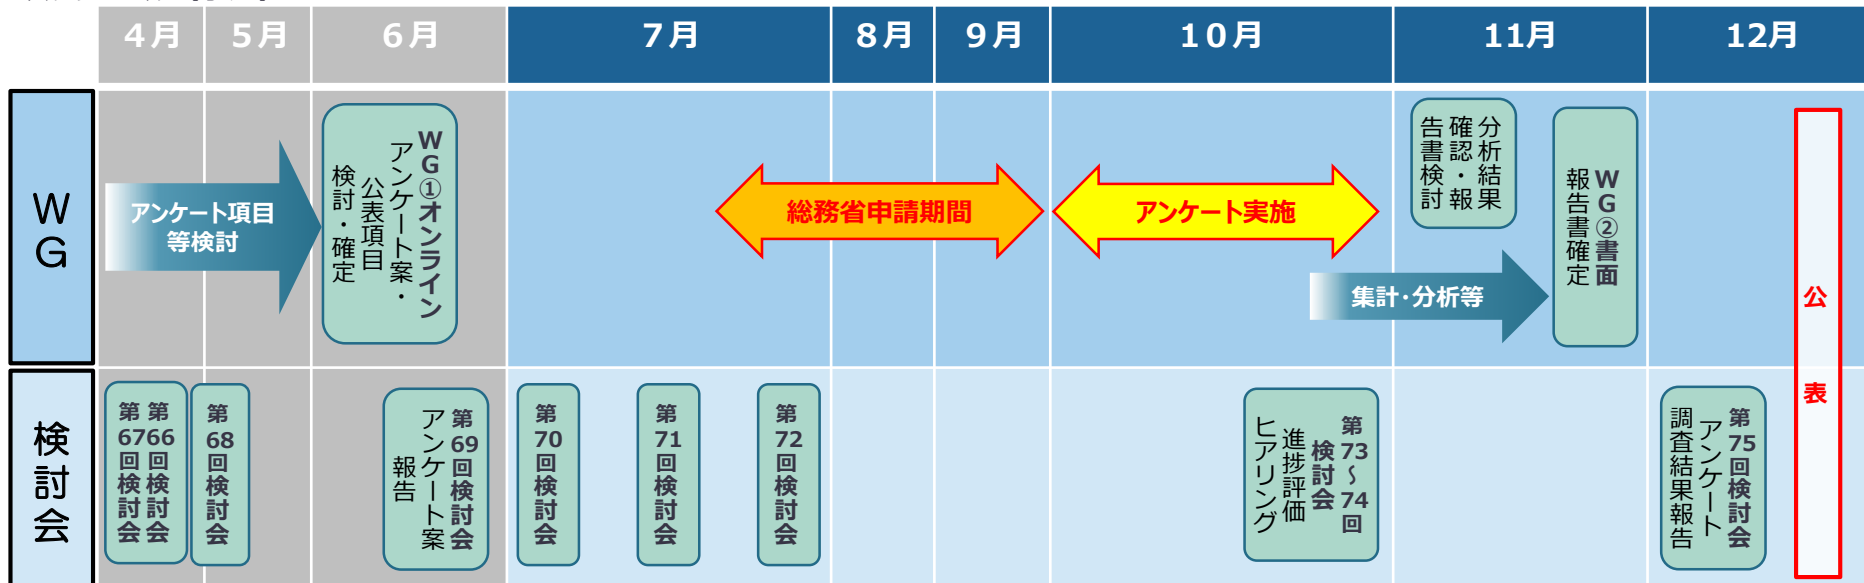 4月
5月
6月
7月
8月
9月
10月
11月
12月
WG
アンケート項目
等検討
WG①オンライン
アンケート案・
公表項目
検討・確定
総務省申請期間
アンケート実施
分析結果
確認・報
告書検討
集計・分析等
WG②書面
報告書確定
公表
検討会
第66回検討会
第67回検討会
第68回検討会
第69回検討会
アンケート案
報告
第70回検討会
第71回検討会
第72回検討会
第73~74回
検討会
進捗評価
ヒアリング
第75回検討会
アンケート
調査結果報告